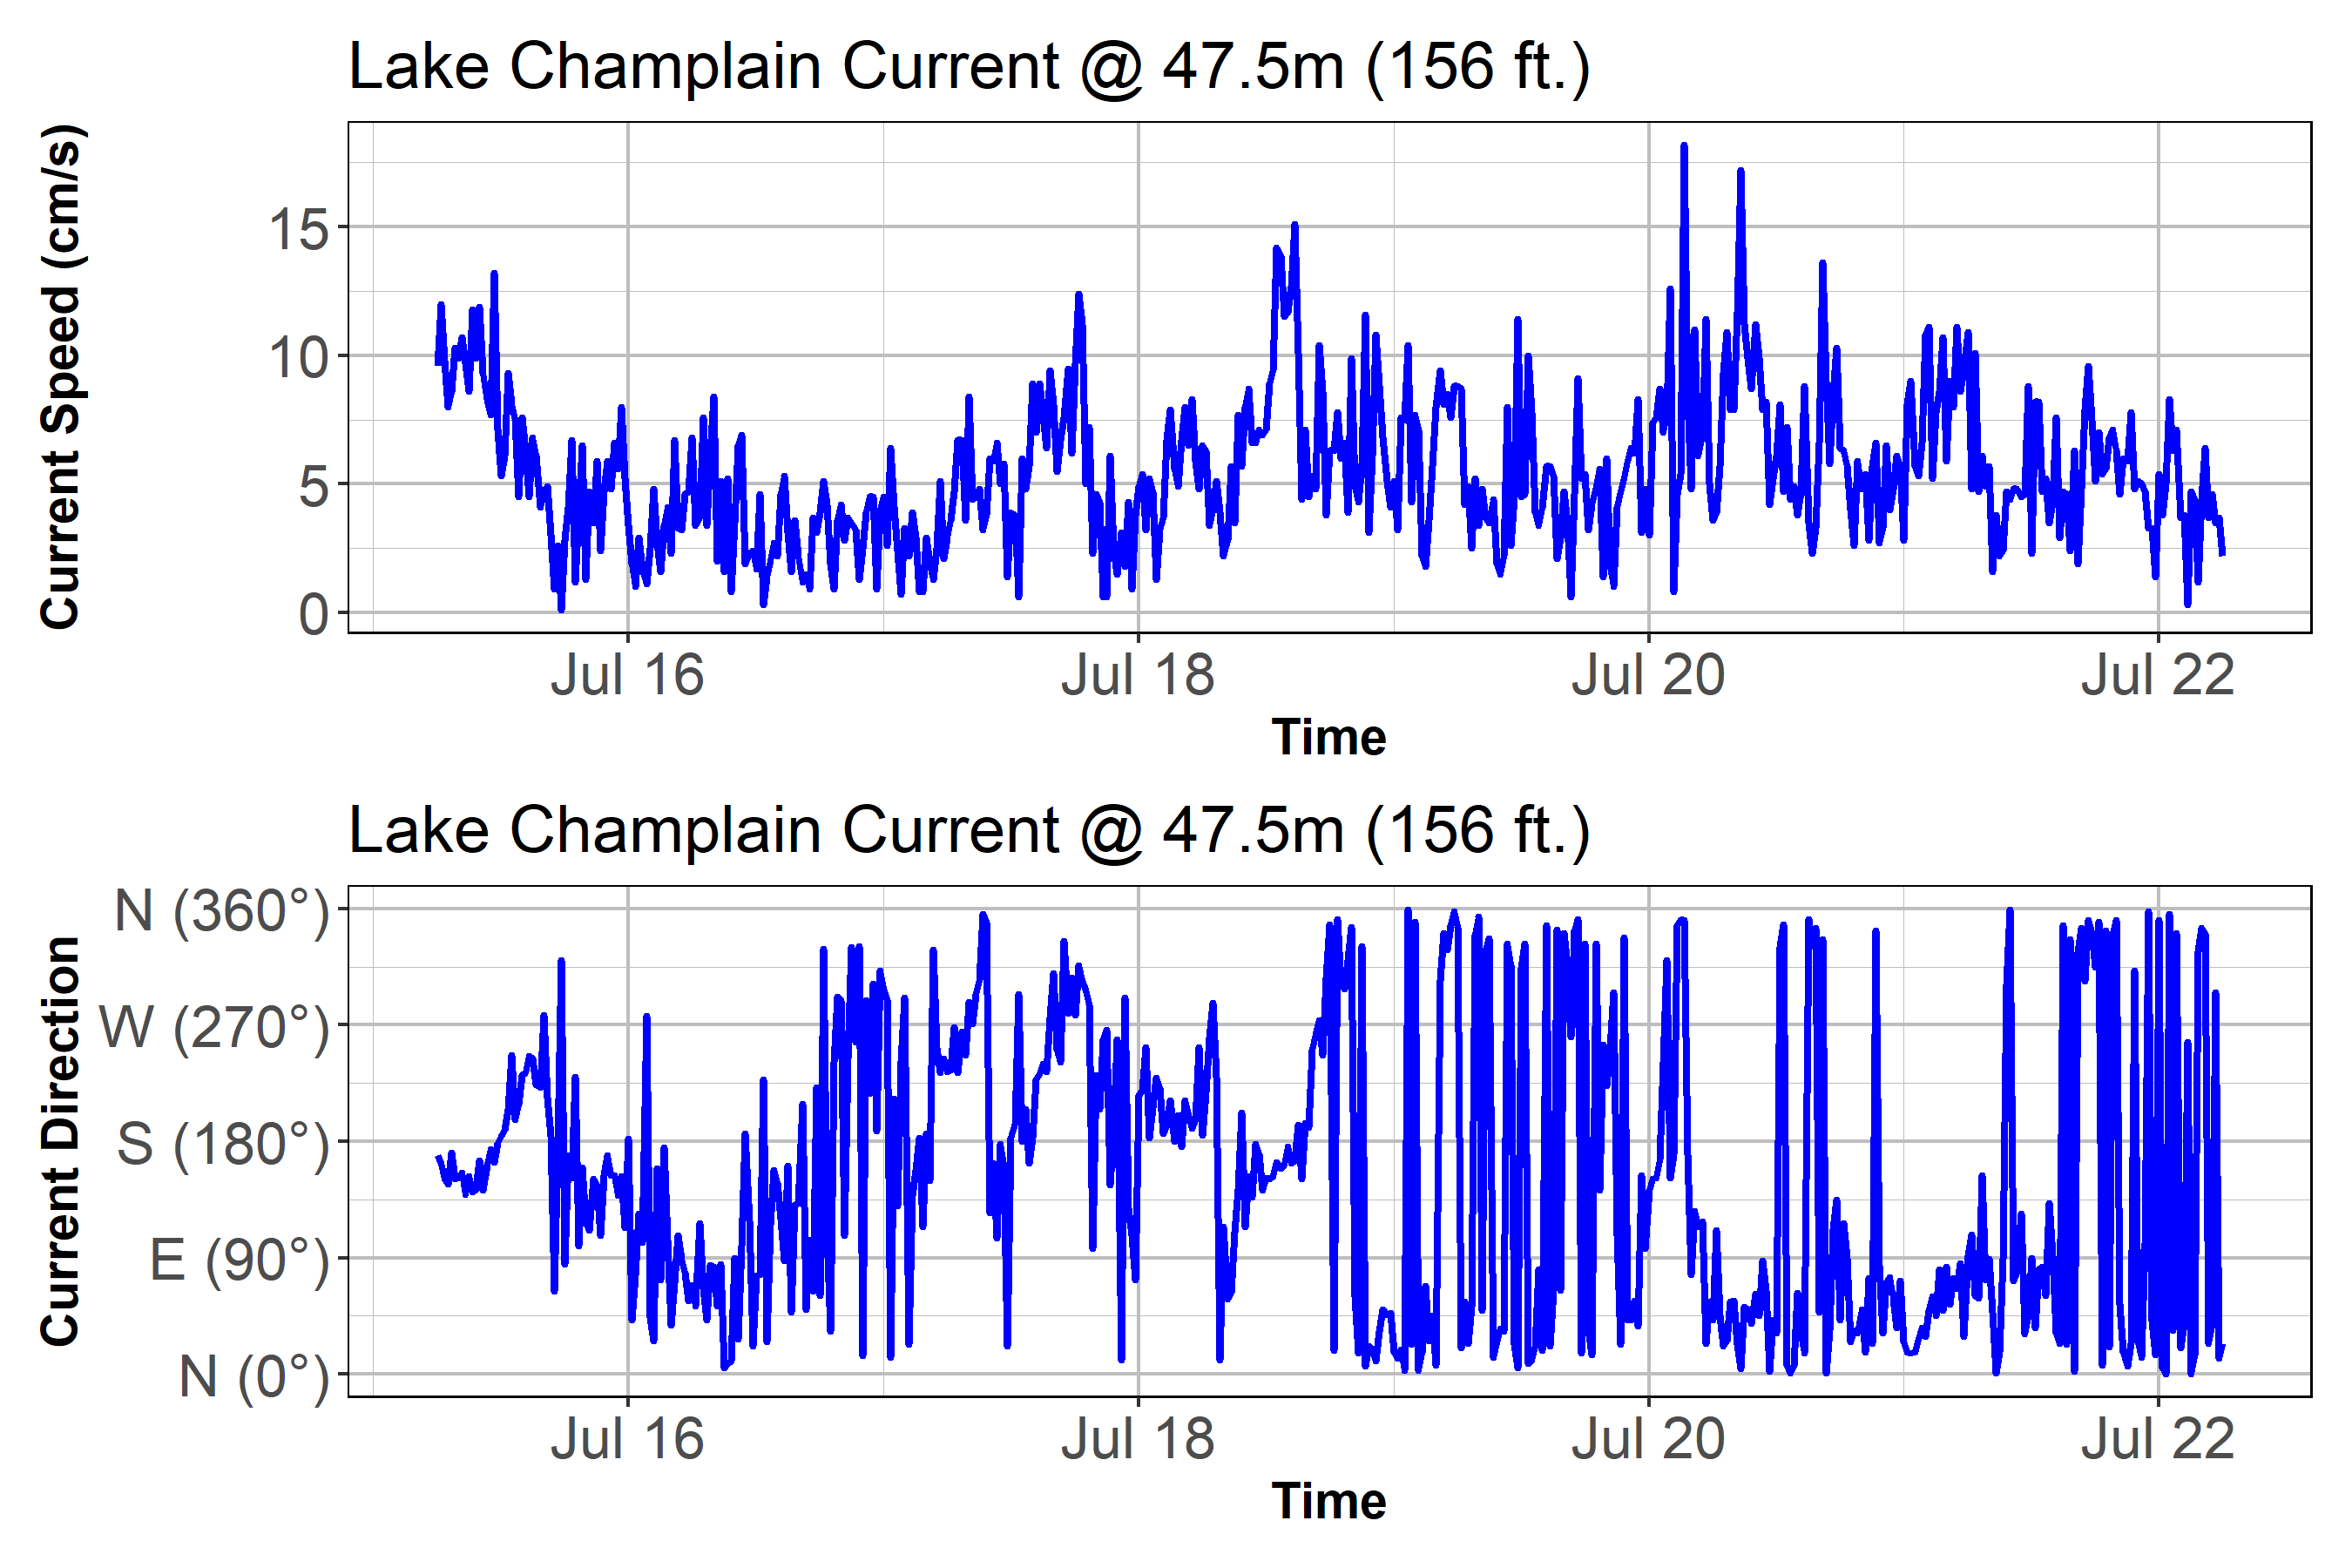 Lake Champlain Current @ 47.5m (156 ft.)
Current Speed (cm/s)
15
10
5
0
Jul 16 Jul 18 Jul 20 Jul 22
Time
Lake Champlain Current @ 47.5m (156 ft.)
Current Direction
N (360°)
W (270°)
S (180°)
E (90°)
N (0°)
Jul 16 Jul 18 Jul 20 Jul 22
Time